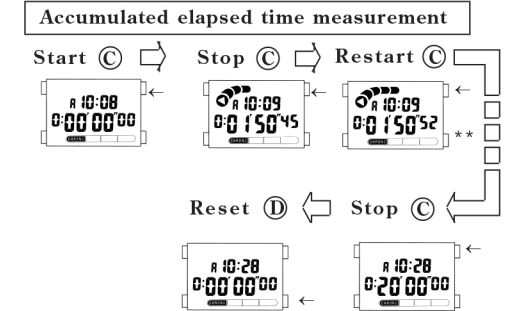 Accumulated elapsed time measurement
Start Ⓒ Stop Ⓒ Restart Ⓒ
A 10:08
0:00'00"00
CHRONO
A 10:09
0:01'50"45
CHRONO
A 10:09
0:01'50"52
CHRONO
**
Reset Ⓓ Stop Ⓒ
A 10:28
0:00'00"00
CHRONO
A 10:28
0:20'00"00
CHRONO